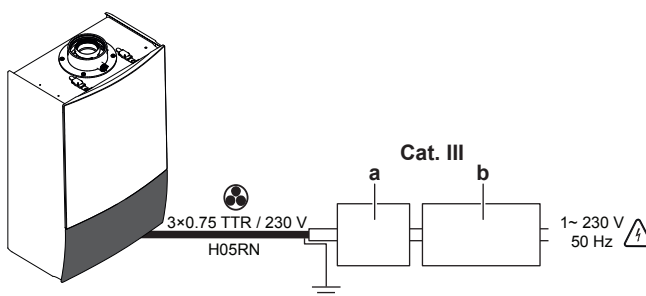 Cat. III
a
b
3×0.75 TTR / 230 V
H05RN
1~ 230 V
50 Hz